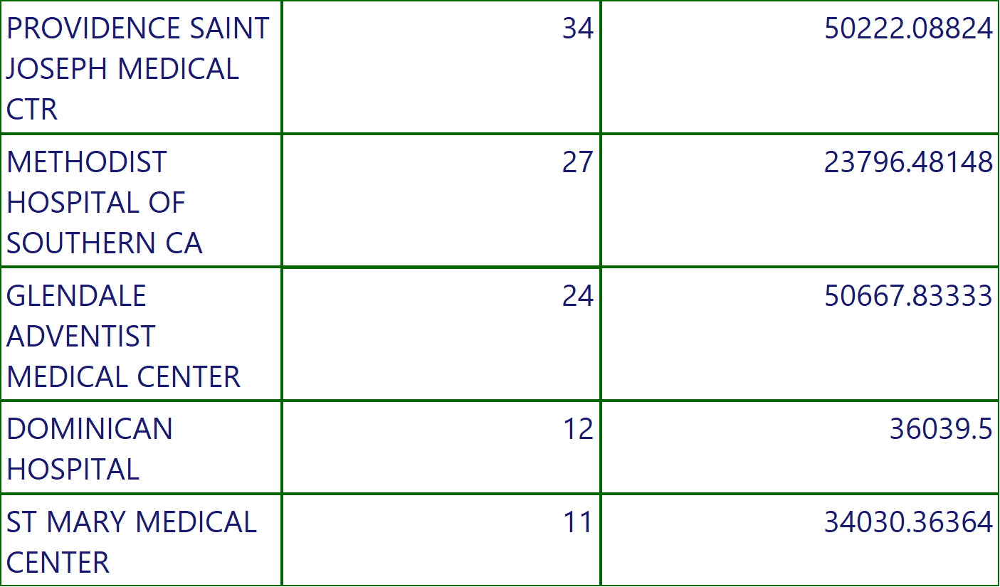 PROVIDENCE SAINT 34 50222.08824
JOSEPH MEDICAL
CTR
METHODIST 27 23796.48148
HOSPITAL OF
SOUTHERN CA
GLENDALE 24 50667.83333
ADVENTIST
MEDICAL CENTER
DOMINICAN 12 36039.5
HOSPITAL
ST MARY MEDICAL 11 34030.36364
CENTER